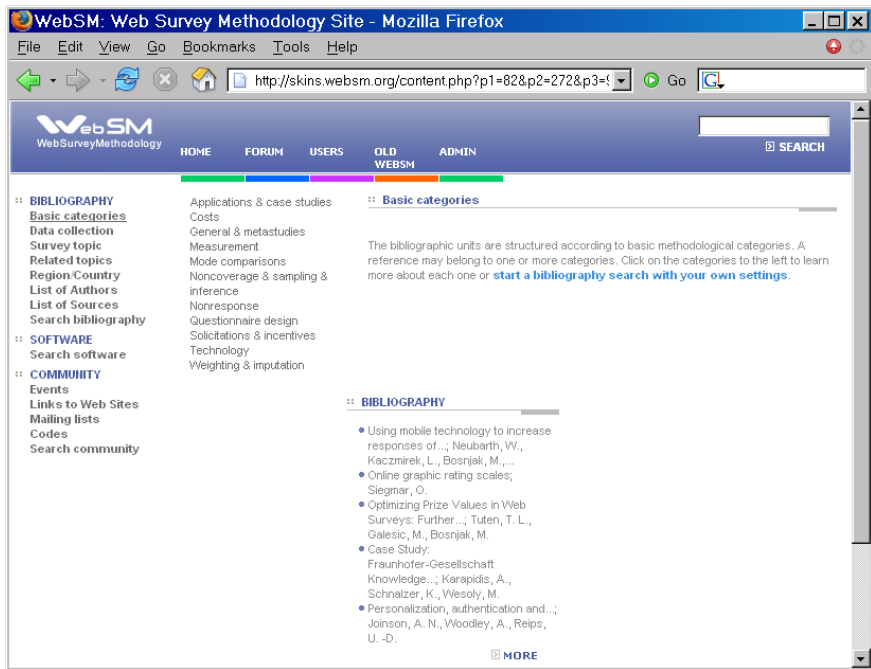 WebSM: Web Survey Methodology Site - Mozilla Firefox
File Edit View Go Bookmarks Tools Help
http://skins.websm.org/content.php?p1=82&p2=272&p3= Go
WebSM
WebSurveyMethodology
HOME FORUM USERS OLD WEBSM ADMIN
SEARCH
:: BIBLIOGRAPHY
Basic categories
Data collection
Survey topic
Related topics
Region/Country
List of Authors
List of Sources
Search bibliography
:: SOFTWARE
Search software
:: COMMUNITY
Events
Links to Web Sites
Mailing lists
Codes
Search community
Applications & case studies
Costs
General & metastudies
Measurement
Mode comparisons
Noncoverage & sampling &
inference
Nonresponse
Questionnaire design
Solicitations & incentives
Technology
Weighting & imputation
:: Basic categories
The bibliographic units are structured according to basic methodological categories. A
reference may belong to one or more categories. Click on the categories to the left to learn
more about each one or start a bibliography search with your own settings.
:: BIBLIOGRAPHY
Using mobile technology to increase
responses of...; Neubarth, W.,
Kaczmirek, L., Bosnjak, M.,...
Online graphic rating scales;
Siegmar, O.
Optimizing Prize Values in Web
Surveys: Further...; Tuten, T. L.,
Galesic, M., Bosnjak, M.
Case Study:
Fraunhofer-Gesellschaft
Knowledge...; Karapidis, A.,
Schnalzer, K., Wesoly, M.
Personalization, authentication and...;
Joinson, A. N., Woodley, A., Reips,
U. -D.
MORE